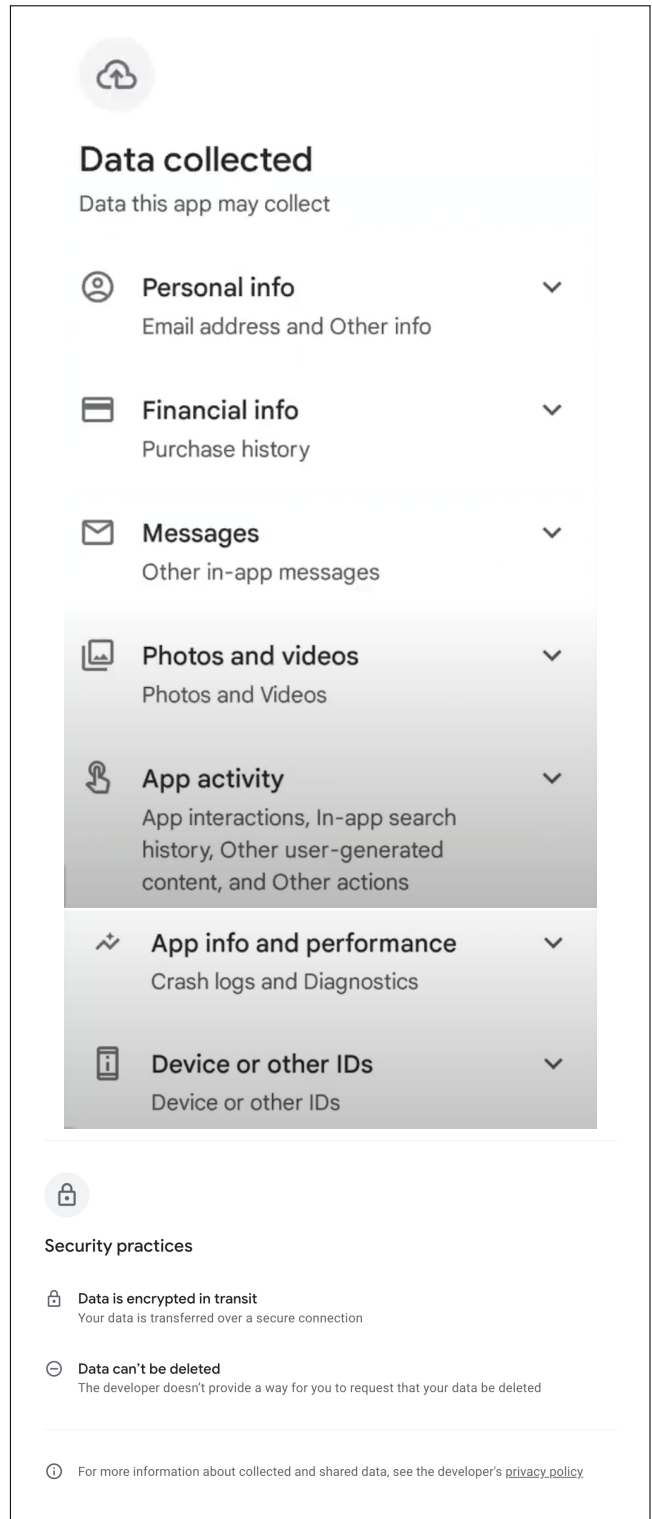 Data collected
Data this app may collect
Personal info
Email address and Other info
Financial info
Purchase history
Messages
Other in-app messages
Photos and videos
Photos and Videos
App activity
App interactions, In-app search
history, Other user-generated
content, and Other actions
App info and performance
Crash logs and Diagnostics
Device or other IDs
Device or other IDs
Security practices
Data is encrypted in transit
Your data is transferred over a secure connection
Data can't be deleted
The developer doesn't provide a way for you to request that your data be deleted
For more information about collected and shared data, see the developer's privacy policy